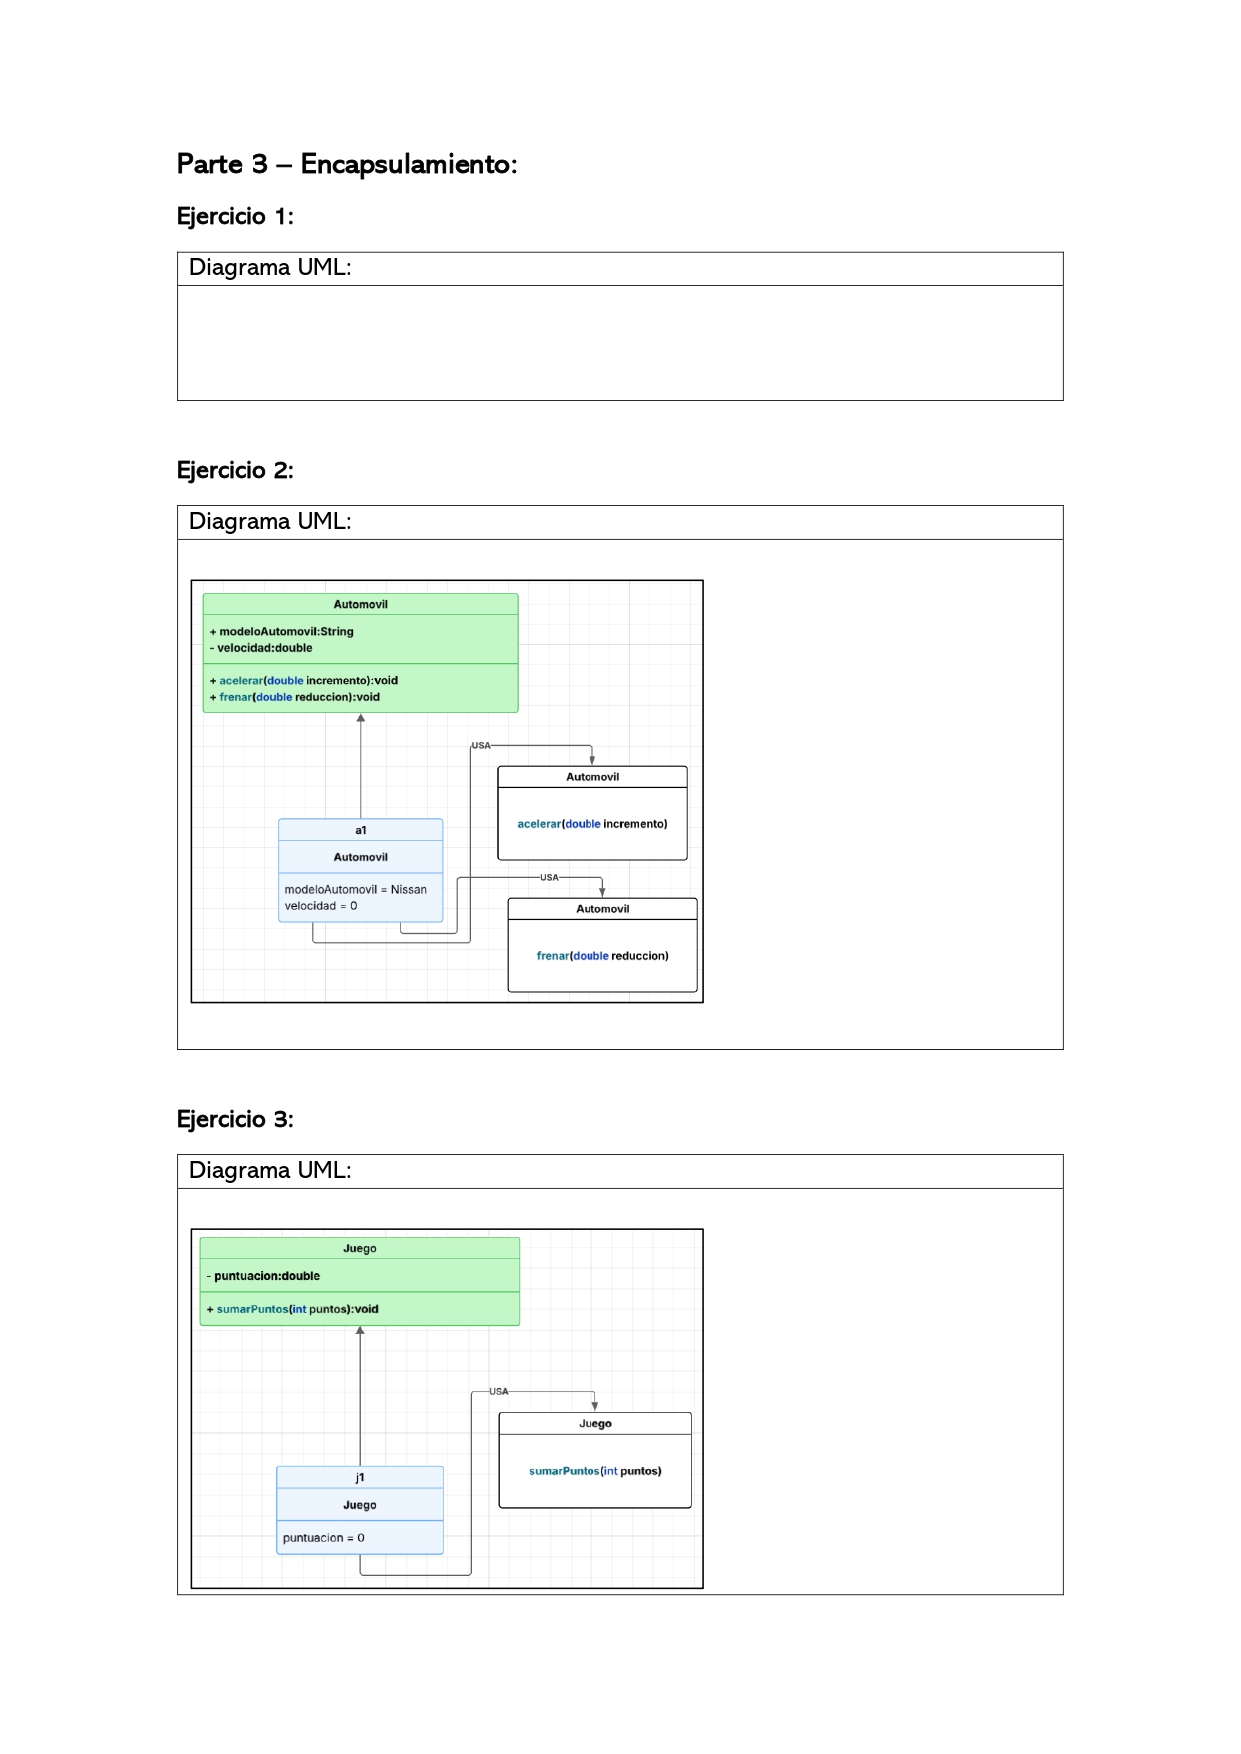 Parte 3 – Encapsulamiento:
Ejercicio 1:
Diagrama UML:
Ejercicio 2:
Diagrama UML:
Automovil
+ modeloAutomovil:String
- velocidad:double
+ acelerar(double incremento):void
+ frenar(double reduccion):void
USA
Automovil
acelerar(double incremento)
a1
Automovil
modeloAutomovil = Nissan
velocidad = 0
USA
Automovil
frenar(double reduccion)
Ejercicio 3:
Diagrama UML:
Juego
- puntuacion:double
+ sumarPuntos(int puntos):void
USA
Juego
sumarPuntos(int puntos)
j1
Juego
puntuacion = 0